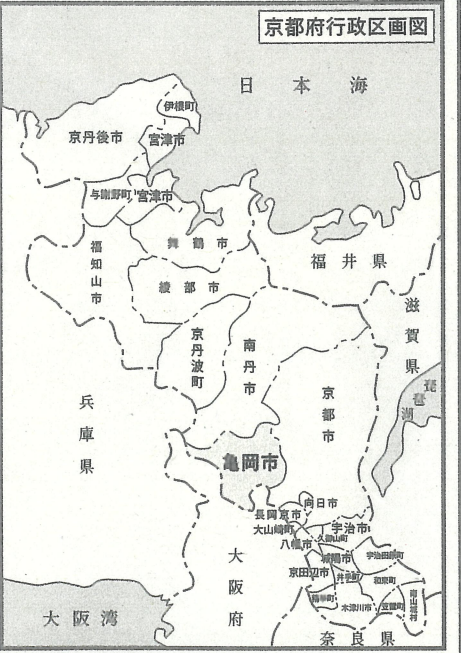 京都府行政区画図
日本海
伊根町
京丹後市
宮津市
与謝野町
宮津市
舞鶴市
福井県
福知山市
綾部市
滋賀県
京丹波町
南丹市
琵琶湖
京都市
兵庫県
亀岡市
向日市
長岡京市
大山崎町
宇治市
久御山町
八幡市
城陽市
宇治田原町
京田辺市
井手町
和束町
大阪府
精華町
木津川市
笠置町
南山城村
大阪湾
奈良県